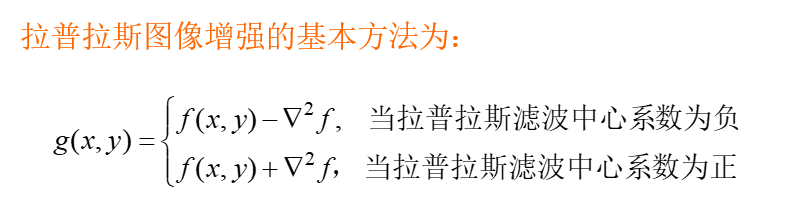 拉普拉斯图像增强的基本方法为：
f(x, y) − ∇² f, 当拉普拉斯滤波中心系数为负
g(x, y) = {
f(x, y) + ∇² f， 当拉普拉斯滤波中心系数为正